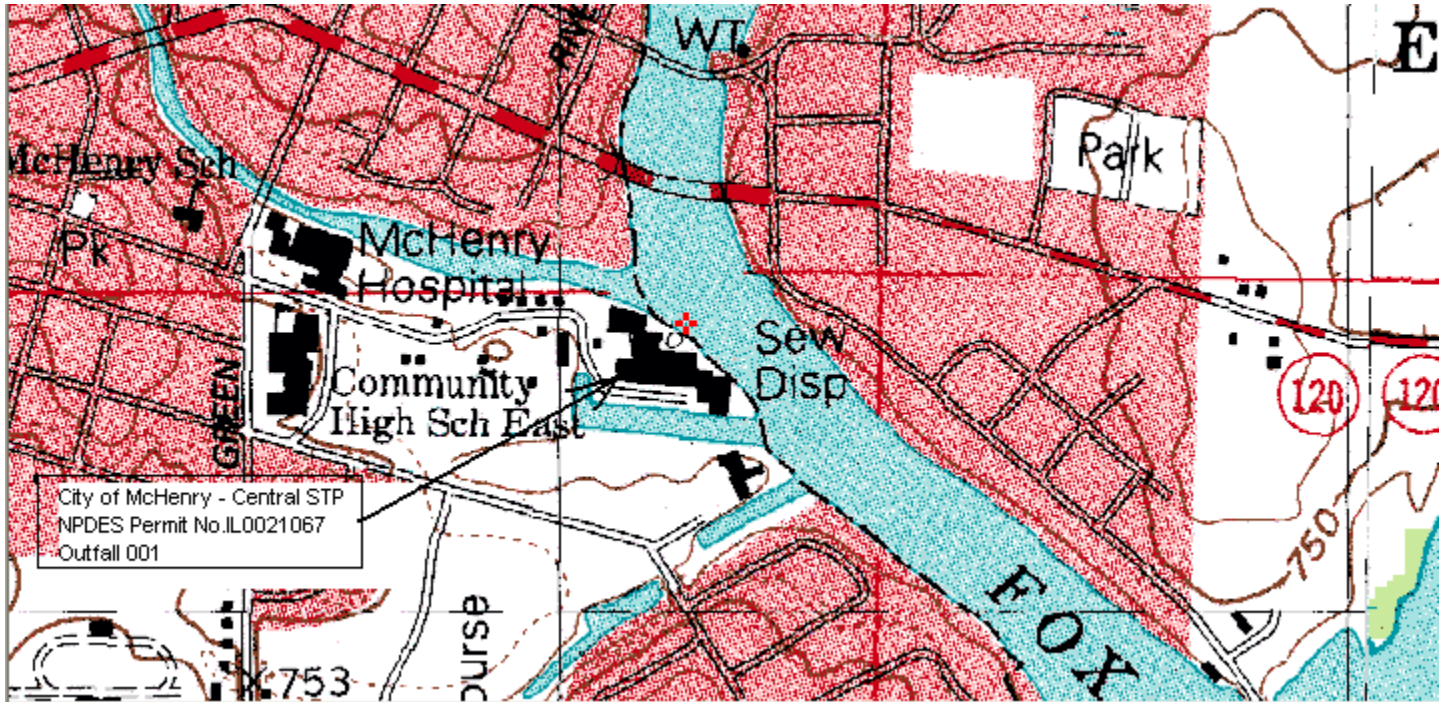 WT
E
Park
McHenry Sch
Pk
McHenry
Hospital
Sew
Disp
Community
High Sch East
GREEN
120
120
City of McHenry - Central STP
NPDES Permit No.IL0021067
Outfall 001
750
FOX
ourse
753